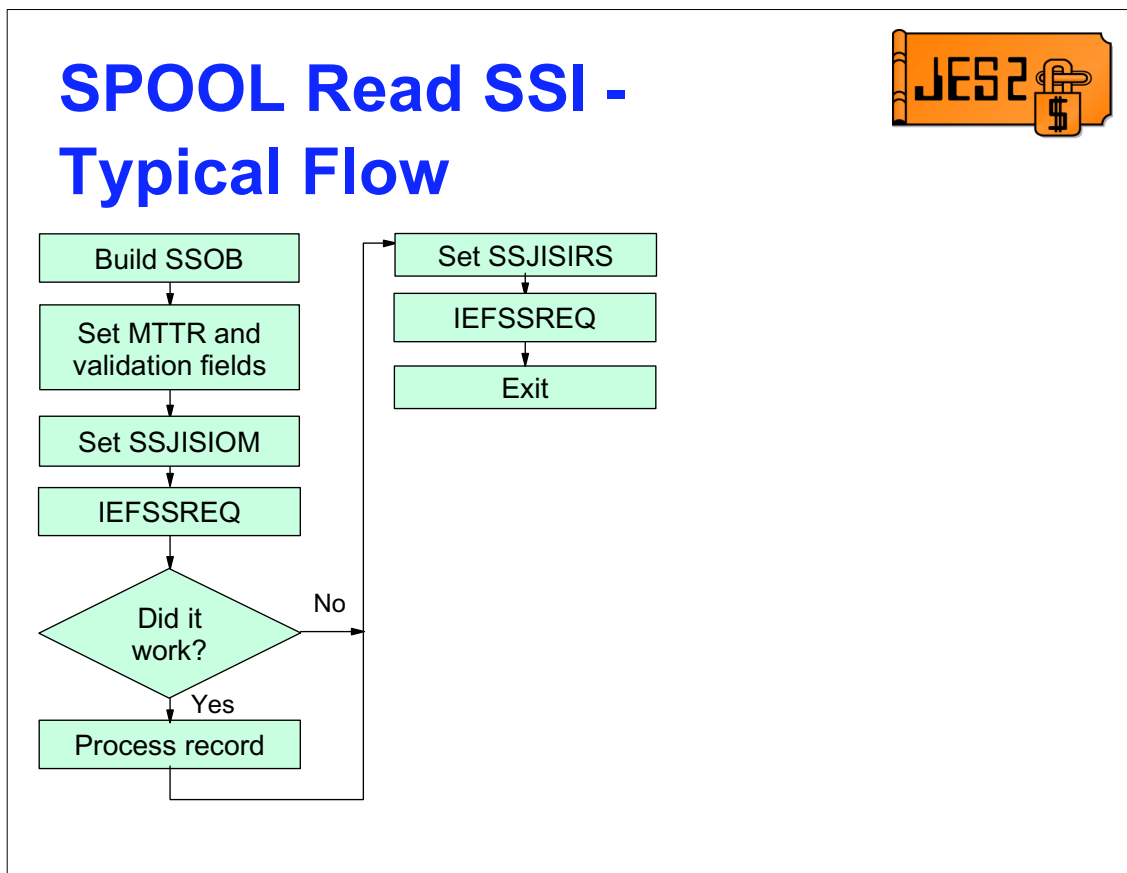 SPOOL Read SSI -
Typical Flow
JES2
$
Build SSOB
Set MTTR and
validation fields
Set SSJISIOM
IEFSSREQ
Did it
work?
No
Yes
Process record
Set SSJISIRS
IEFSSREQ
Exit